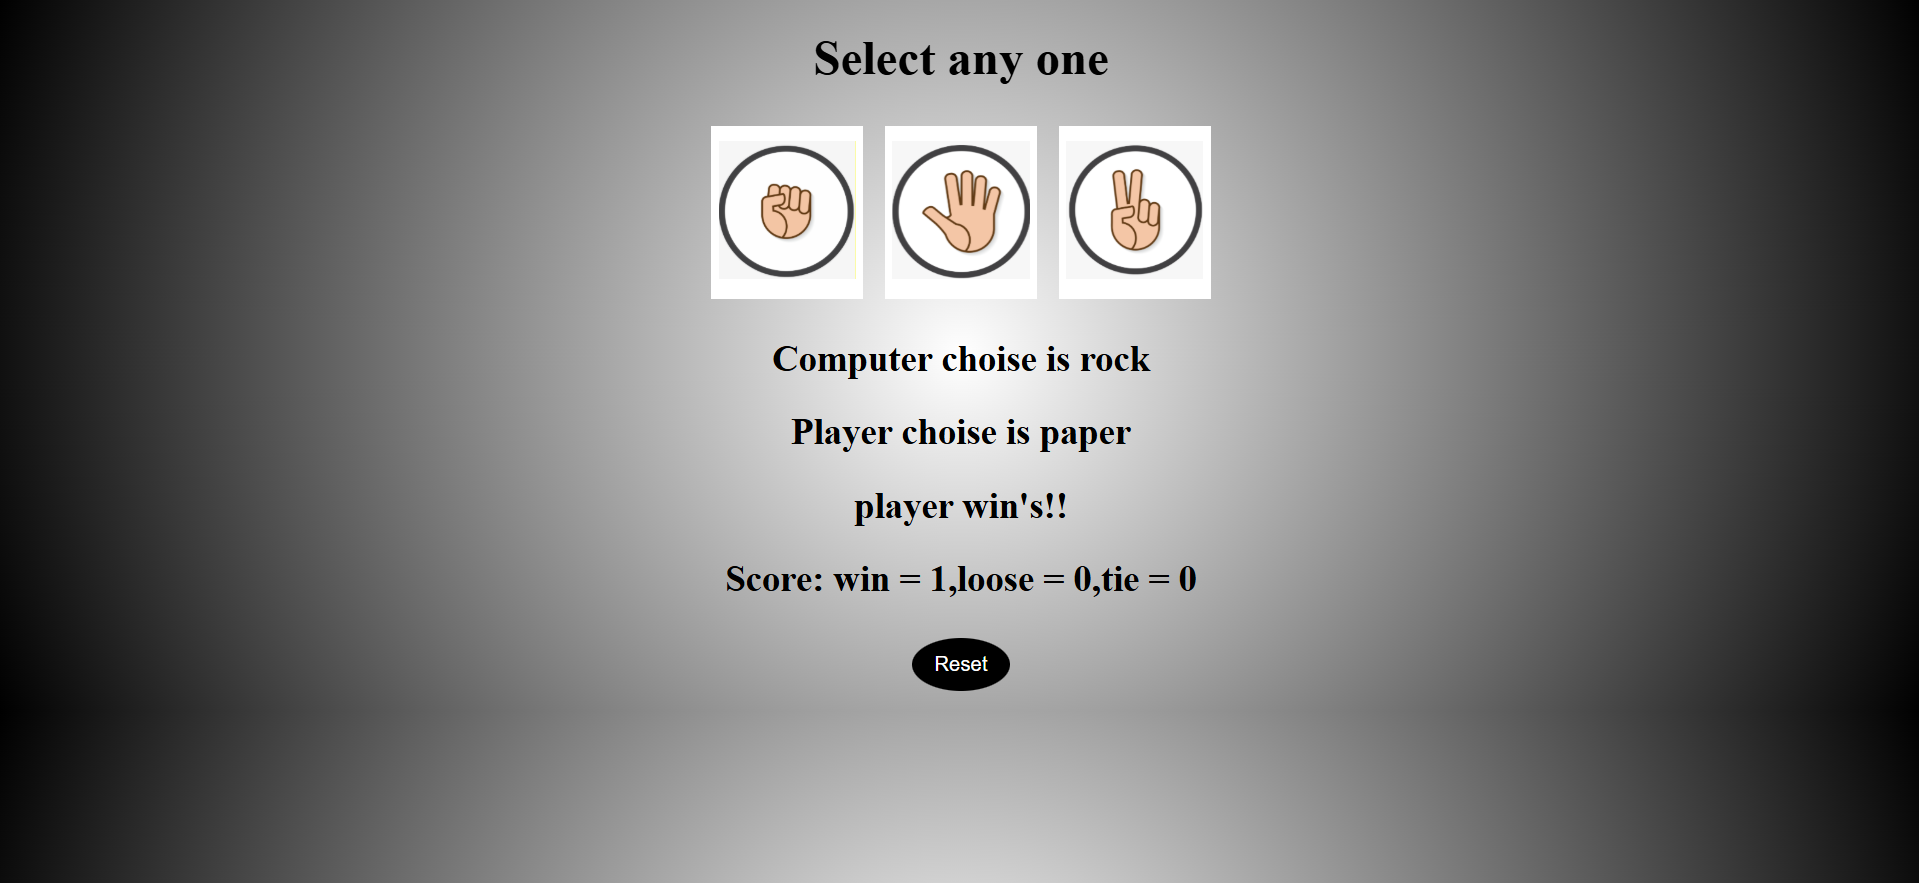 Select any one
Computer choise is rock
Player choise is paper
player win's!!
Score: win = 1,loose = 0,tie = 0
Reset